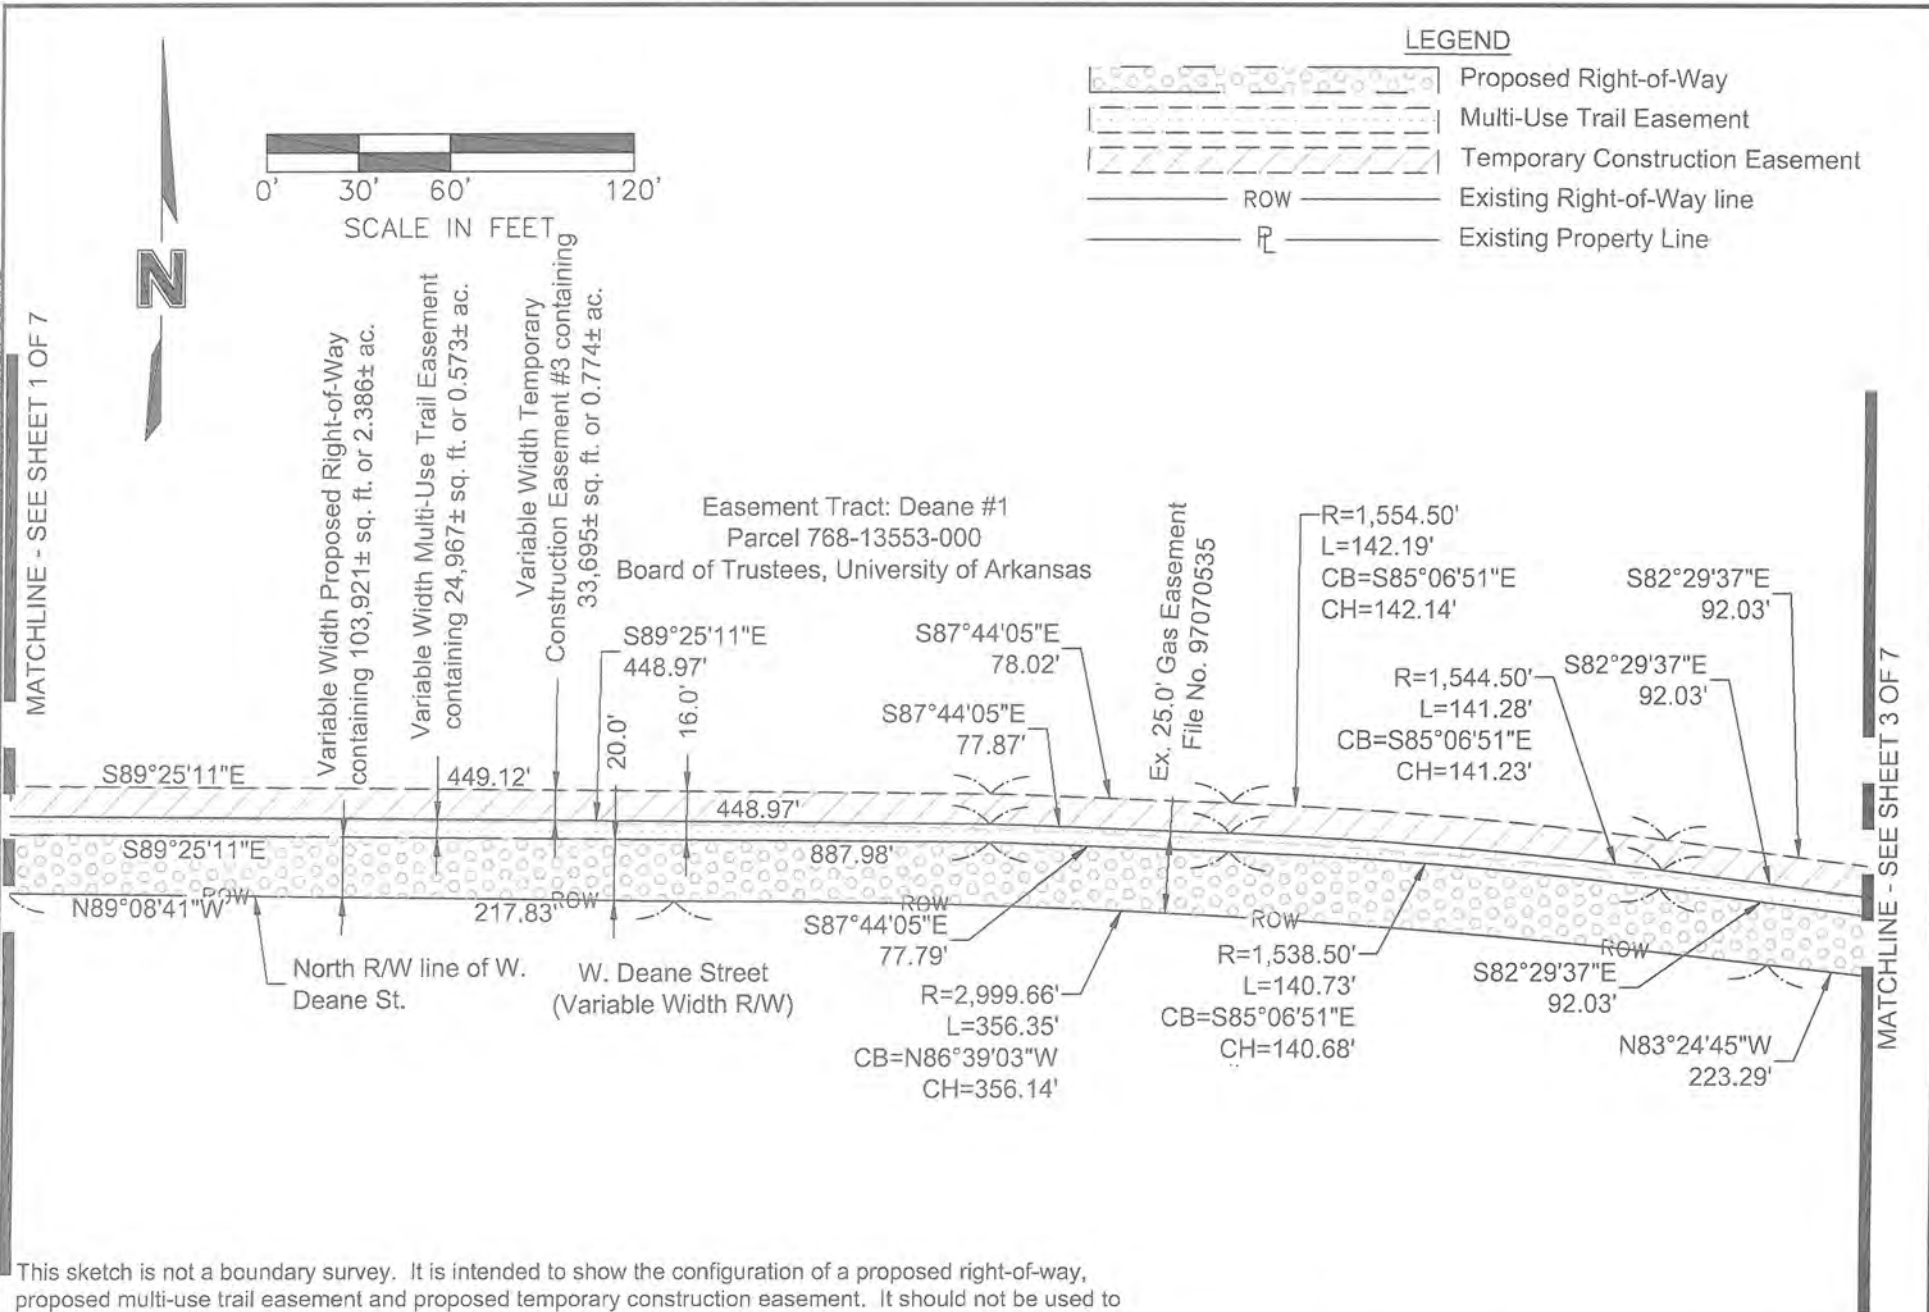 LEGEND
Proposed Right-of-Way
Multi-Use Trail Easement
Temporary Construction Easement
ROW
Existing Right-of-Way line
PL
Existing Property Line
0' 30' 60' 120'
SCALE IN FEET
N
MATCHLINE - SEE SHEET 1 OF 7
Variable Width Proposed Right-of-Way
containing 103,921± sq. ft. or 2.386± ac.
Variable Width Multi-Use Trail Easement
containing 24,967± sq. ft. or 0.573± ac.
Variable Width Temporary
Construction Easement #3 containing
33,695± sq. ft. or 0.774± ac.
Easement Tract: Deane #1
Parcel 768-13553-000
Board of Trustees, University of Arkansas
S89°25'11"E
448.97'
20.0'
16.0'
S87°44'05"E
78.02'
S87°44'05"E
77.87'
Ex. 25.0' Gas Easement
File No. 97070535
R=1,554.50'
L=142.19'
CB=S85°06'51"E
CH=142.14'
S82°29'37"E
92.03'
R=1,544.50'
L=141.28'
CB=S85°06'51"E
CH=141.23'
S82°29'37"E
92.03'
MATCHLINE - SEE SHEET 3 OF 7
S89°25'11"E
449.12'
448.97'
S89°25'11"E
887.98'
N89°08'41"W
ROW
217.83'
ROW
ROW
ROW
ROW
North R/W line of W.
Deane St.
W. Deane Street
(Variable Width R/W)
S87°44'05"E
77.79'
R=2,999.66'
L=356.35'
CB=N86°39'03"W
CH=356.14'
R=1,538.50'
L=140.73'
CB=S85°06'51"E
CH=140.68'
S82°29'37"E
92.03'
N83°24'45"W
223.29'
This sketch is not a boundary survey. It is intended to show the configuration of a proposed right-of-way,
proposed multi-use trail easement and proposed temporary construction easement. It should not be used to